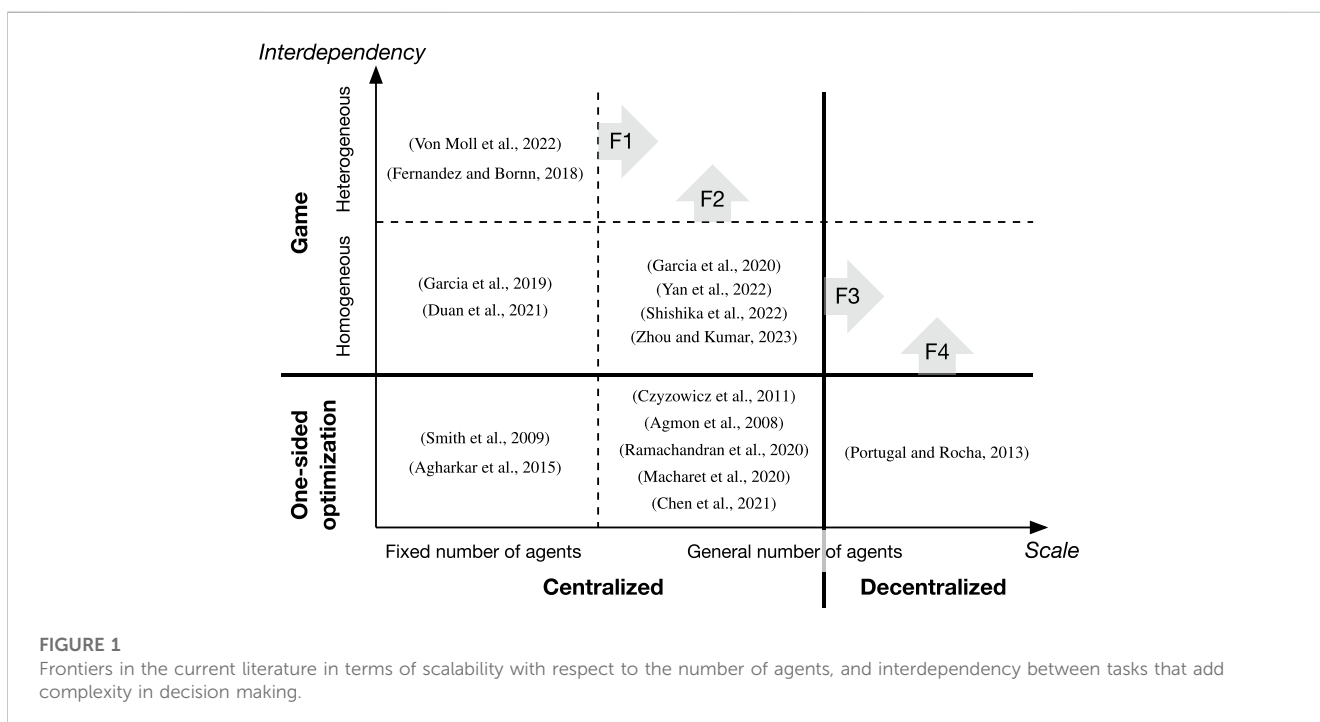 Interdependency
Game
Heterogeneous
(Von Moll et al., 2022)
(Fernandez and Bornn, 2018)
F1
F2
Homogeneous
(Garcia et al., 2019)
(Duan et al., 2021)
(Garcia et al., 2020)
(Yan et al., 2022)
(Shishika et al., 2022)
(Zhou and Kumar, 2023)
F3
F4
One-sided
optimization
(Smith et al., 2009)
(Agharkar et al., 2015)
(Czyzowicz et al., 2011)
(Agmon et al., 2008)
(Ramachandran et al., 2020)
(Macharet et al., 2020)
(Chen et al., 2021)
(Portugal and Rocha, 2013)
Fixed number of agents
General number of agents
Scale
Centralized
Decentralized
FIGURE 1
Frontiers in the current literature in terms of scalability with respect to the number of agents, and interdependency between tasks that add
complexity in decision making.